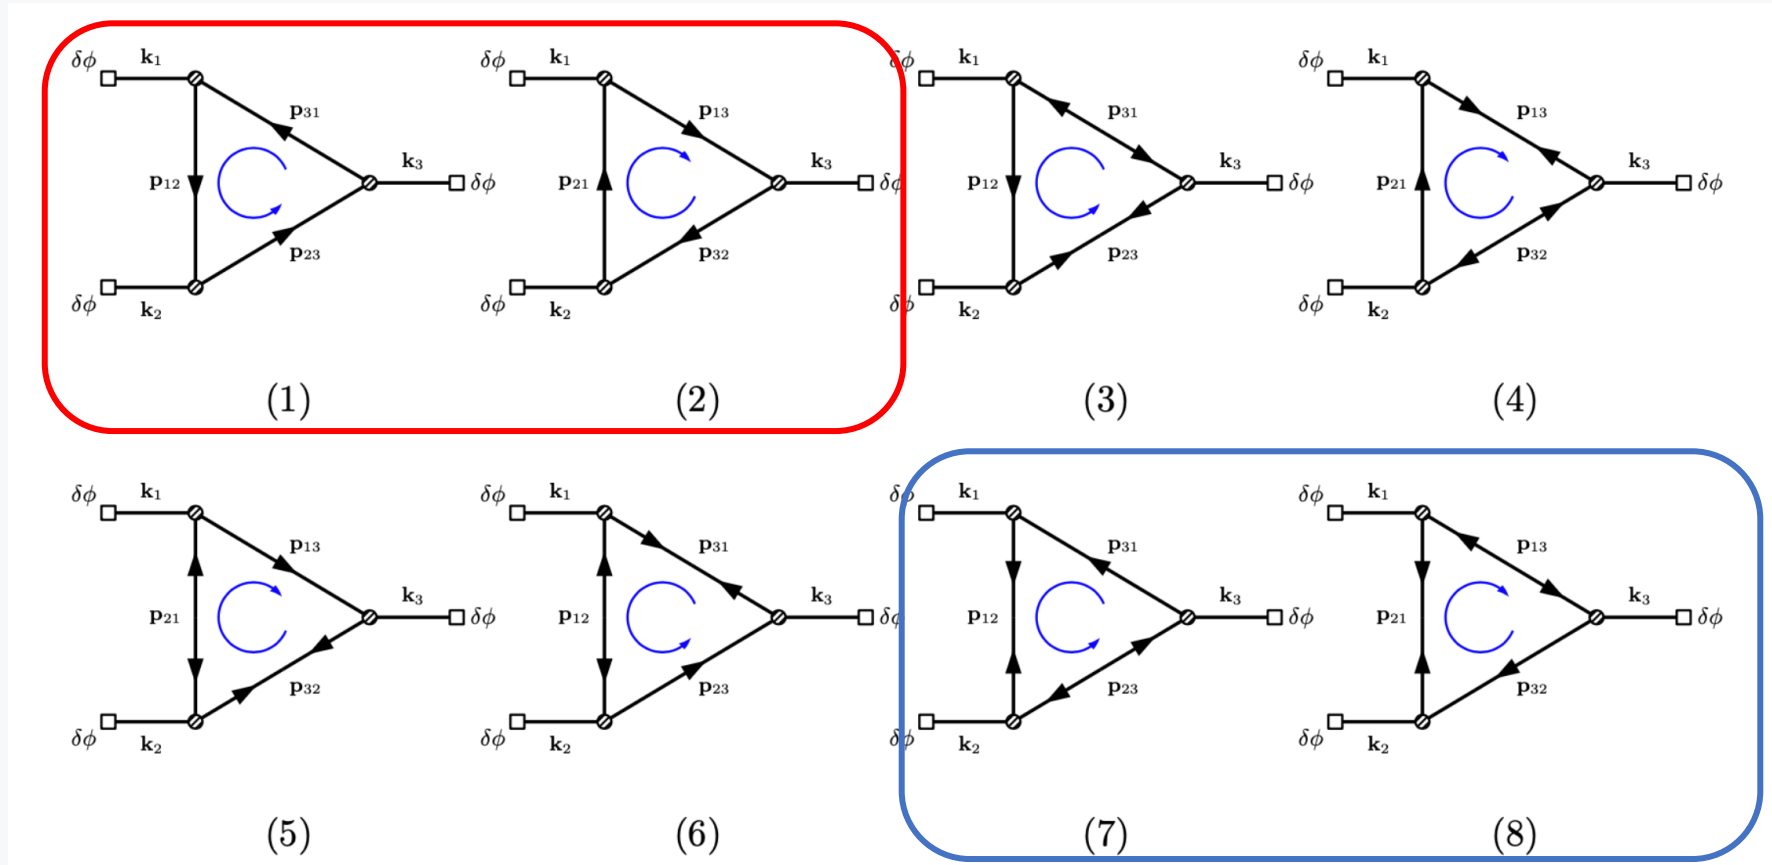 δϕ k₁ p₃₁ p₁₂ k₃ δϕ p₂₃ δϕ k₂
(1)
δϕ k₁ p₁₃ p₂₁ k₃ δϕ p₃₂ δϕ k₂
(2)
δϕ k₁ p₃₁ p₁₂ k₃ δϕ p₂₃ δϕ k₂
(3)
δϕ k₁ p₁₃ p₂₁ k₃ δϕ p₃₂ δϕ k₂
(4)
δϕ k₁ p₁₃ p₂₁ k₃ δϕ p₃₂ δϕ k₂
(5)
δϕ k₁ p₃₁ p₁₂ k₃ δϕ p₂₃ δϕ k₂
(6)
δϕ k₁ p₃₁ p₁₂ k₃ δϕ p₂₃ δϕ k₂
(7)
δϕ k₁ p₁₃ p₂₁ k₃ δϕ p₃₂ δϕ k₂
(8)